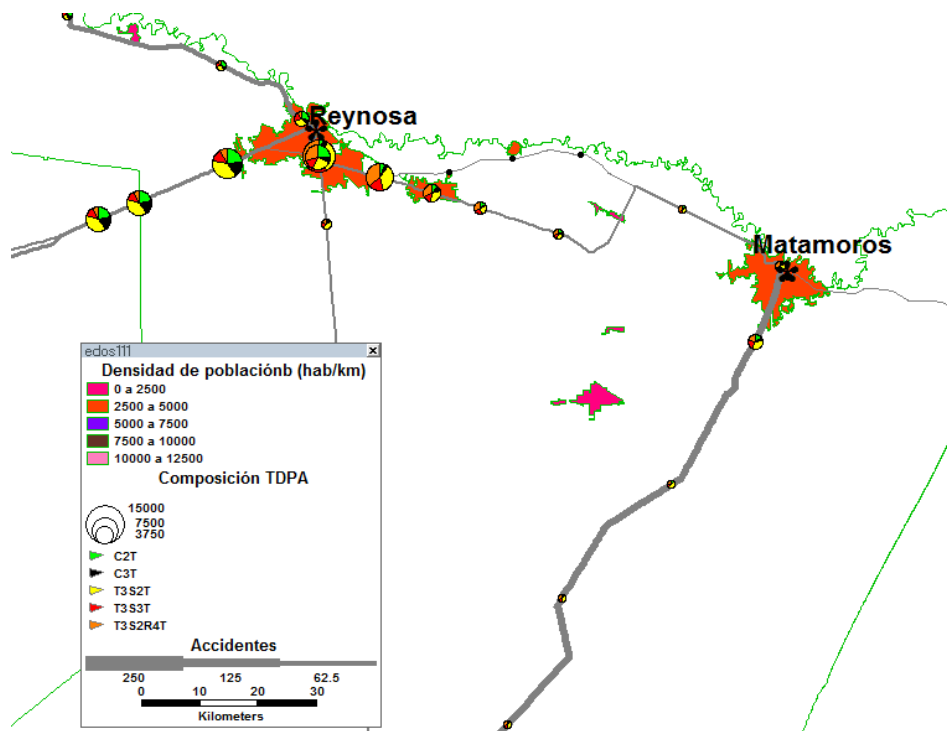 Reynosa
Matamoros
edos111
Densidad de poblaciónb (hab/km)
0 a 2500
2500 a 5000
5000 a 7500
7500 a 10000
10000 a 12500
Composición TDPA
15000
7500
3750
C2T
C3T
T3S2T
T3S3T
T3S2R4T
Accidentes
250 125 62.5
0 10 20 30
Kilometers